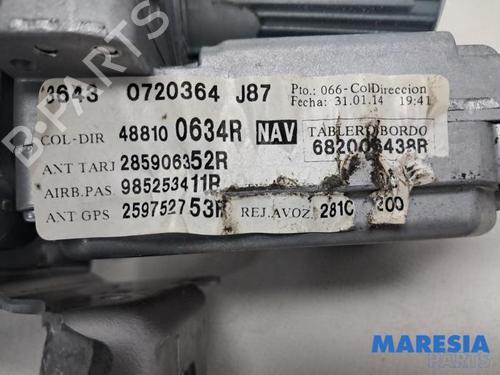 3643 0720364 J87
Pto.: 066-ColDireccion
Fecha: 31.01.14 19:41
COL-DIR 48810 0634R NAV
TABLERO BORDO
682006438R
ANT TARJ 285906352R
AIRB.PAS. 985253411R
ANT GPS 259752753R REJ.AVOZ 281C 300
MARESIA
PARTS